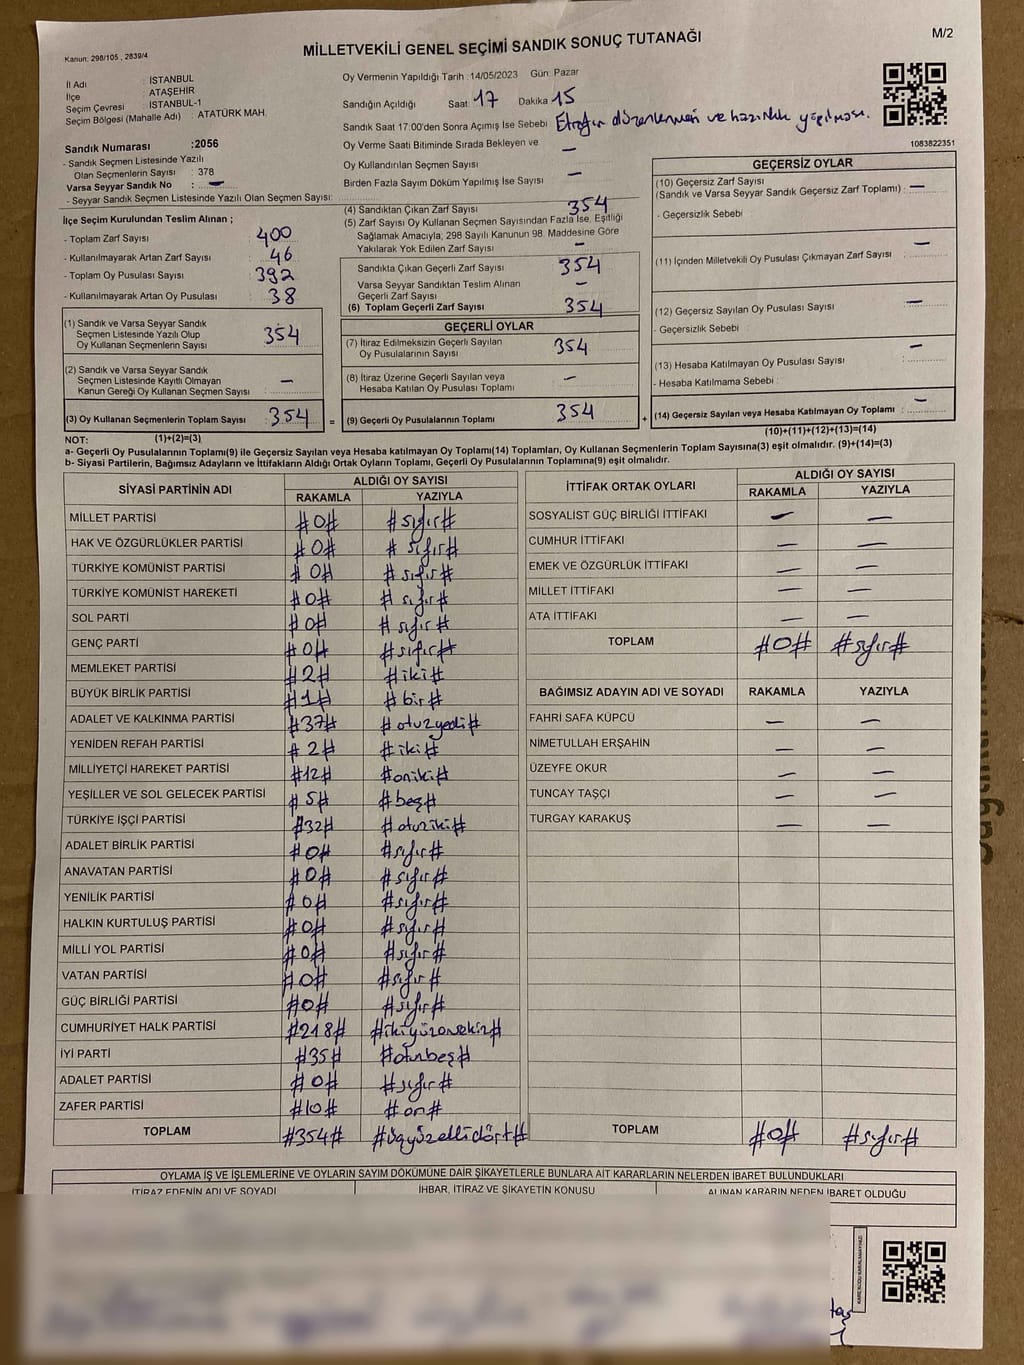 MİLLETVEKİLİ GENEL SEÇİMİ SANDIK SONUÇ TUTANAĞI
M/2
Kanun: 298/105 , 2839/4
İl Adı : İSTANBUL
İlçe : ATAŞEHİR
Seçim Çevresi : İSTANBUL-1
Seçim Bölgesi (Mahalle Adı) : ATATÜRK MAH.
Oy Vermenin Yapıldığı Tarih :14/05/2023 Gün: Pazar
Sandığın Açıldığı Saat: 17 Dakika 15
Sandık Saat 17:00'den Sonra Açımış İse Sebebi Etrafın düzenlenmesi ve hazırlık yapılması.
1083822351
Sandık Numarası :2056
- Sandık Seçmen Listesinde Yazılı
Olan Seçmenlerin Sayısı : 378
Varsa Seyyar Sandık No : —
- Seyyar Sandık Seçmen Listesinde Yazılı Olan Seçmen Sayısı:
Oy Verme Saati Bitiminde Sırada Bekleyen ve
Oy Kullandırılan Seçmen Sayısı —
Birden Fazla Sayım Döküm Yapılmış İse Sayısı —
İlçe Seçim Kurulundan Teslim Alınan ;
- Toplam Zarf Sayısı 400
- Kullanılmayarak Artan Zarf Sayısı 46
- Toplam Oy Pusulası Sayısı 392
- Kullanılmayarak Artan Oy Pusulası 38
(1) Sandık ve Varsa Seyyar Sandık
Seçmen Listesinde Yazılı Olup
Oy Kullanan Seçmenlerin Sayısı 354
(2) Sandık ve Varsa Seyyar Sandık
Seçmen Listesinde Kayıtlı Olmayan
Kanun Gereği Oy Kullanan Seçmen Sayısı —
(3) Oy Kullanan Seçmenlerin Toplam Sayısı 354 =
(4) Sandıktan Çıkan Zarf Sayısı 354
(5) Zarf Sayısı Oy Kullanan Seçmen Sayısından Fazla İse, Eşitliği
Sağlamak Amacıyla, 298 Sayılı Kanunun 98. Maddesine Göre
Yakılarak Yok Edilen Zarf Sayısı —
Sandıkta Çıkan Geçerli Zarf Sayısı 354
Varsa Seyyar Sandıktan Teslim Alınan
Geçerli Zarf Sayısı —
(6) Toplam Geçerli Zarf Sayısı 354
GEÇERLİ OYLAR
(7) İtiraz Edilmeksizin Geçerli Sayılan
Oy Pusulalarının Sayısı 354
(8) İtiraz Üzerine Geçerli Sayılan veya
Hesaba Katılan Oy Pusulası Toplamı —
(9) Geçerli Oy Pusulalarının Toplamı 354 +
GEÇERSİZ OYLAR
(10) Geçersiz Zarf Sayısı
(Sandık ve Varsa Seyyar Sandık Geçersiz Zarf Toplamı) : —
- Geçersizlik Sebebi
(11) İçinden Milletvekili Oy Pusulası Çıkmayan Zarf Sayısı —
(12) Geçersiz Sayılan Oy Pusulası Sayısı —
- Geçersizlik Sebebi
(13) Hesaba Katılmayan Oy Pusulası Sayısı —
- Hesaba Katılmama Sebebi :
(14) Geçersiz Sayılan veya Hesaba Katılmayan Oy Toplamı : —
NOT: (1)+(2)=(3)
(10)+(11)+(12)+(13)=(14)
a- Geçerli Oy Pusulalarının Toplamı(9) ile Geçersiz Sayılan veya Hesaba katılmayan Oy Toplamı(14) Toplamları, Oy Kullanan Seçmenlerin Toplam Sayısına(3) eşit olmalıdır. (9)+(14)=(3)
b- Siyasi Partilerin, Bağımsız Adayların ve İttifakların Aldığı Ortak Oyların Toplamı, Geçerli Oy Pusulalarının Toplamına(9) eşit olmalıdır.
SİYASİ PARTİNİN ADI ALDIĞI OY SAYISI
RAKAMLA YAZIYLA
MİLLET PARTİSİ #0# #sıfır#
HAK VE ÖZGÜRLÜKLER PARTİSİ #0# #sıfır#
TÜRKİYE KOMÜNİST PARTİSİ #0# #sıfır#
TÜRKİYE KOMÜNİST HAREKETİ #0# #sıfır#
SOL PARTİ #0# #sıfır#
GENÇ PARTİ #0# #sıfır#
MEMLEKET PARTİSİ #2# #iki#
BÜYÜK BİRLİK PARTİSİ #1# #bir#
ADALET VE KALKINMA PARTİSİ #37# #otuzyedi#
YENİDEN REFAH PARTİSİ #2# #iki#
MİLLİYETÇİ HAREKET PARTİSİ #12# #oniki#
YEŞİLLER VE SOL GELECEK PARTİSİ #5# #beş#
TÜRKİYE İŞÇİ PARTİSİ #32# #otuziki#
ADALET BİRLİK PARTİSİ #0# #sıfır#
ANAVATAN PARTİSİ #0# #sıfır#
YENİLİK PARTİSİ #0# #sıfır#
HALKIN KURTULUŞ PARTİSİ #0# #sıfır#
MİLLİ YOL PARTİSİ #0# #sıfır#
VATAN PARTİSİ #0# #sıfır#
GÜÇ BİRLİĞİ PARTİSİ #0# #sıfır#
CUMHURİYET HALK PARTİSİ #218# #ikiyüzonsekiz#
İYİ PARTİ #35# #otuzbeş#
ADALET PARTİSİ #0# #sıfır#
ZAFER PARTİSİ #10# #on#
TOPLAM #354# #üçyüzellidört#
İTTİFAK ORTAK OYLARI ALDIĞI OY SAYISI
RAKAMLA YAZIYLA
SOSYALİST GÜÇ BİRLİĞİ İTTİFAKI — —
CUMHUR İTTİFAKI — —
EMEK VE ÖZGÜRLÜK İTTİFAKI — —
MİLLET İTTİFAKI — —
ATA İTTİFAKI — —
TOPLAM #0# #sıfır#
BAĞIMSIZ ADAYIN ADI VE SOYADI RAKAMLA YAZIYLA
FAHRİ SAFA KÜPCÜ — —
NİMETULLAH ERŞAHİN — —
ÜZEYFE OKUR — —
TUNCAY TAŞÇI — —
TURGAY KARAKUŞ — —
TOPLAM #0# #sıfır#
OYLAMA İŞ VE İŞLEMLERİNE VE OYLARIN SAYIM DÖKÜMÜNE DAİR ŞİKAYETLERLE BUNLARA AİT KARARLARIN NELERDEN İBARET BULUNDUKLARI
İTİRAZ EDENİN ADI VE SOYADI İHBAR, İTİRAZ VE ŞİKAYETİN KONUSU ALINAN KARARIN NEDEN İBARET OLDUĞU